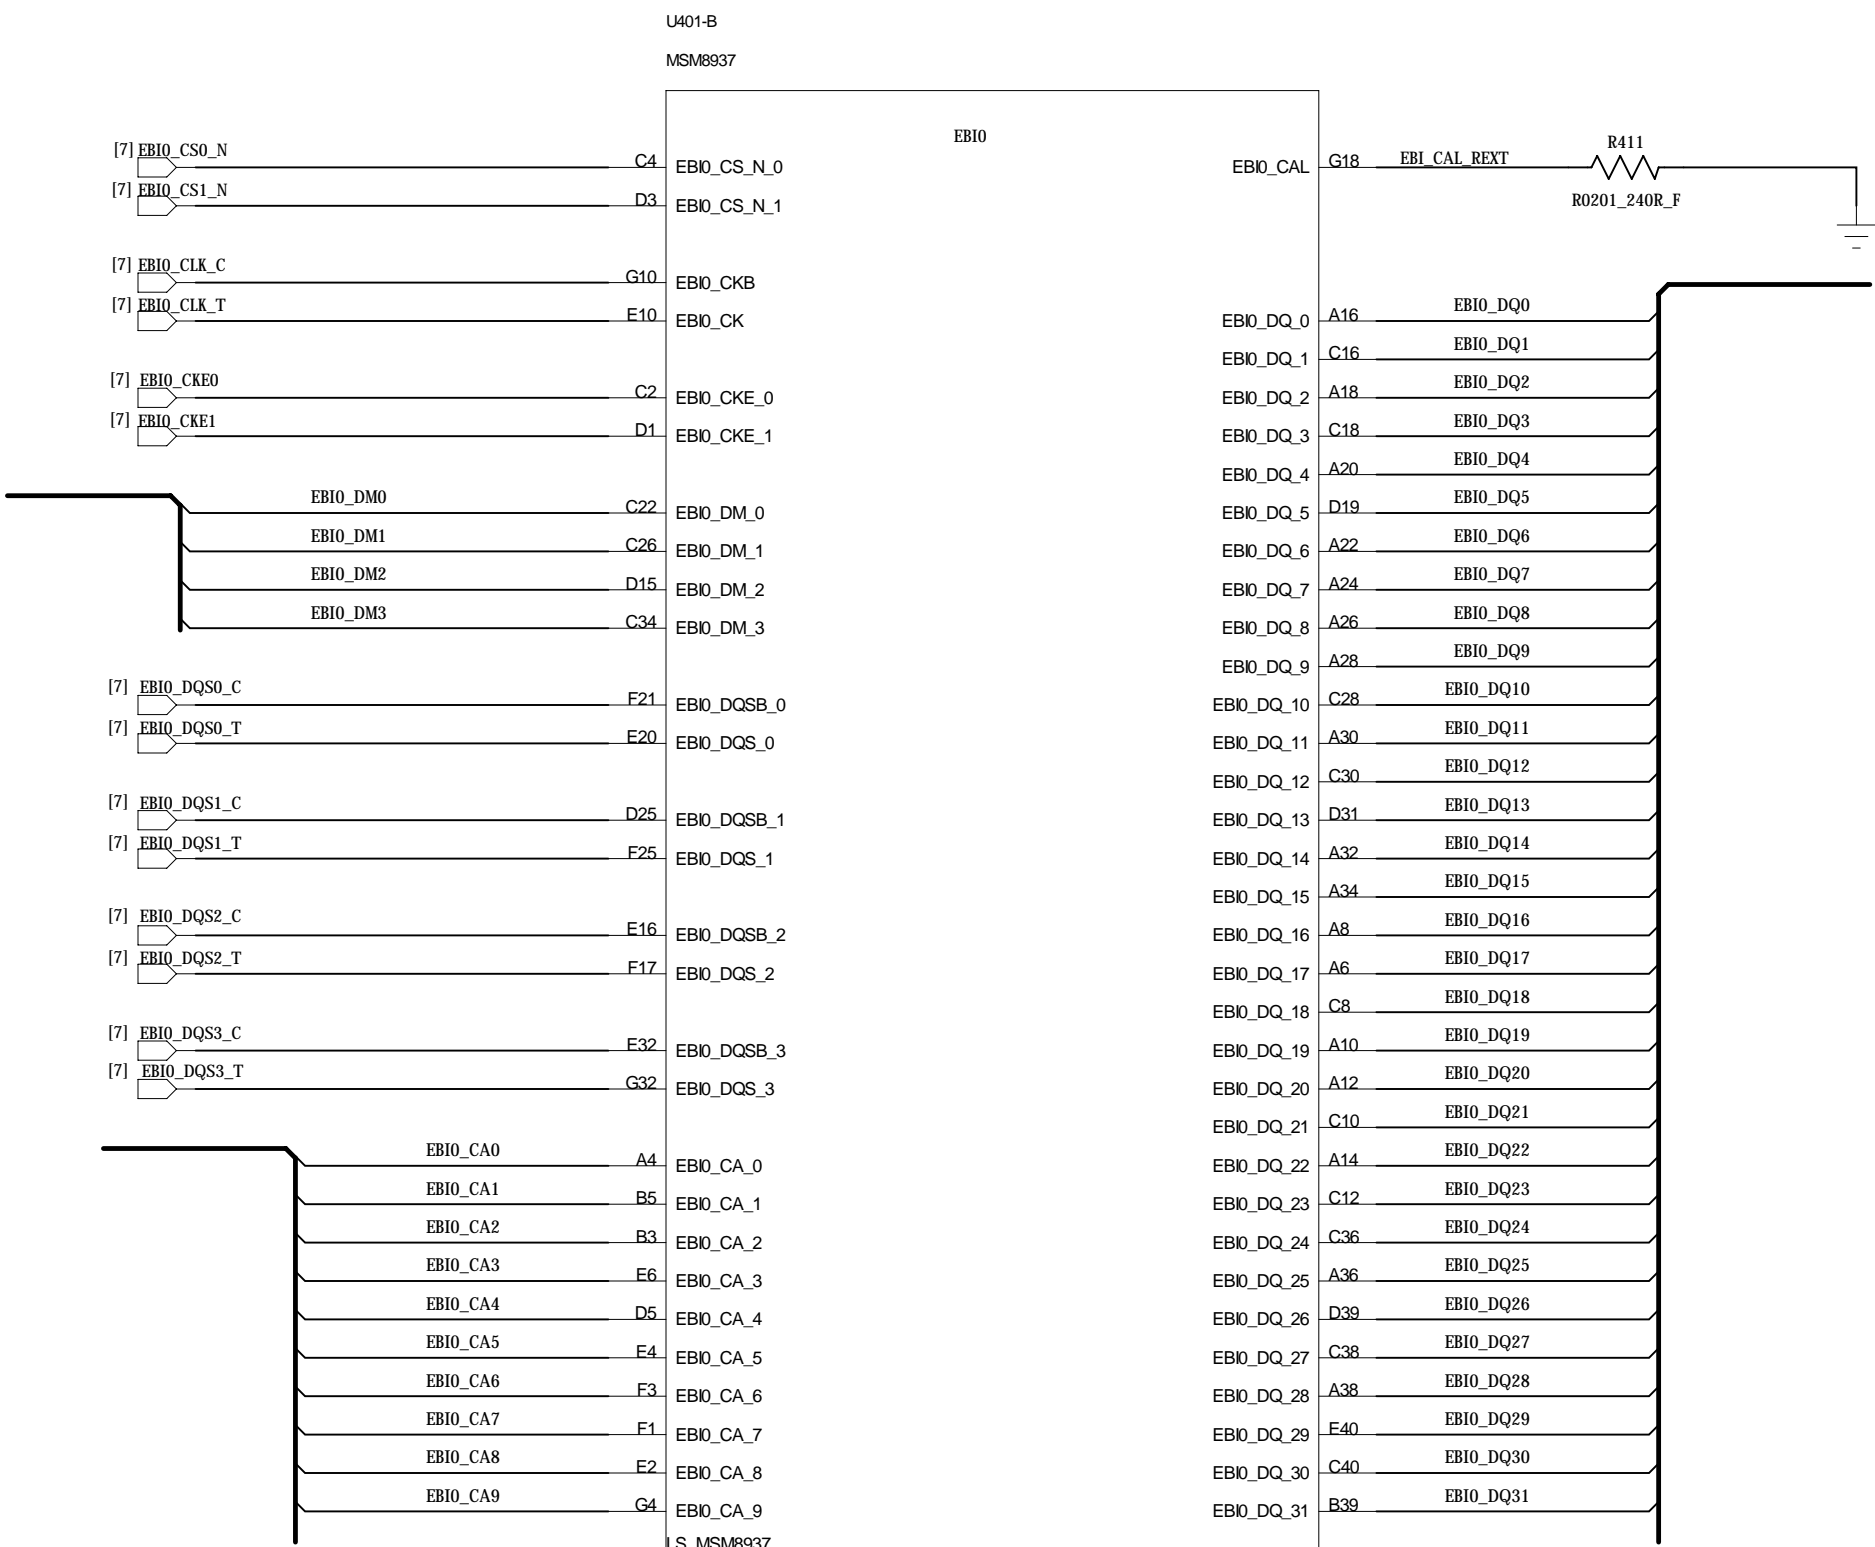 U401-B
MSM8937
EBI0
[7] EBI0_CS0_N C4 EBI0_CS_N_0
EBI0_CAL G18 EBI_CAL_REXT R411
R0201_240R_F
[7] EBI0_CS1_N D3 EBI0_CS_N_1
[7] EBI0_CLK_C G10 EBI0_CKB
[7] EBI0_CLK_T E10 EBI0_CK
[7] EBI0_CKE0 C2 EBI0_CKE_0
[7] EBI0_CKE1 D1 EBI0_CKE_1
EBI0_DM0 C22 EBI0_DM_0
EBI0_DM1 C26 EBI0_DM_1
EBI0_DM2 D15 EBI0_DM_2
EBI0_DM3 C34 EBI0_DM_3
[7] EBI0_DQS0_C F21 EBI0_DQSB_0
[7] EBI0_DQS0_T E20 EBI0_DQS_0
[7] EBI0_DQS1_C D25 EBI0_DQSB_1
[7] EBI0_DQS1_T F25 EBI0_DQS_1
[7] EBI0_DQS2_C E16 EBI0_DQSB_2
[7] EBI0_DQS2_T F17 EBI0_DQS_2
[7] EBI0_DQS3_C E32 EBI0_DQSB_3
[7] EBI0_DQS3_T G32 EBI0_DQS_3
EBI0_CA0 A4 EBI0_CA_0
EBI0_CA1 B5 EBI0_CA_1
EBI0_CA2 B3 EBI0_CA_2
EBI0_CA3 E6 EBI0_CA_3
EBI0_CA4 D5 EBI0_CA_4
EBI0_CA5 E4 EBI0_CA_5
EBI0_CA6 F3 EBI0_CA_6
EBI0_CA7 F1 EBI0_CA_7
EBI0_CA8 E2 EBI0_CA_8
EBI0_CA9 G4 EBI0_CA_9
EBI0_DQ_0 A16 EBI0_DQ0
EBI0_DQ_1 C16 EBI0_DQ1
EBI0_DQ_2 A18 EBI0_DQ2
EBI0_DQ_3 C18 EBI0_DQ3
EBI0_DQ_4 A20 EBI0_DQ4
EBI0_DQ_5 D19 EBI0_DQ5
EBI0_DQ_6 A22 EBI0_DQ6
EBI0_DQ_7 A24 EBI0_DQ7
EBI0_DQ_8 A26 EBI0_DQ8
EBI0_DQ_9 A28 EBI0_DQ9
EBI0_DQ_10 C28 EBI0_DQ10
EBI0_DQ_11 A30 EBI0_DQ11
EBI0_DQ_12 C30 EBI0_DQ12
EBI0_DQ_13 D31 EBI0_DQ13
EBI0_DQ_14 A32 EBI0_DQ14
EBI0_DQ_15 A34 EBI0_DQ15
EBI0_DQ_16 A8 EBI0_DQ16
EBI0_DQ_17 A6 EBI0_DQ17
EBI0_DQ_18 C8 EBI0_DQ18
EBI0_DQ_19 A10 EBI0_DQ19
EBI0_DQ_20 A12 EBI0_DQ20
EBI0_DQ_21 C10 EBI0_DQ21
EBI0_DQ_22 A14 EBI0_DQ22
EBI0_DQ_23 C12 EBI0_DQ23
EBI0_DQ_24 C36 EBI0_DQ24
EBI0_DQ_25 A36 EBI0_DQ25
EBI0_DQ_26 D39 EBI0_DQ26
EBI0_DQ_27 C38 EBI0_DQ27
EBI0_DQ_28 A38 EBI0_DQ28
EBI0_DQ_29 E40 EBI0_DQ29
EBI0_DQ_30 C40 EBI0_DQ30
EBI0_DQ_31 B39 EBI0_DQ31
LS_MSM8937